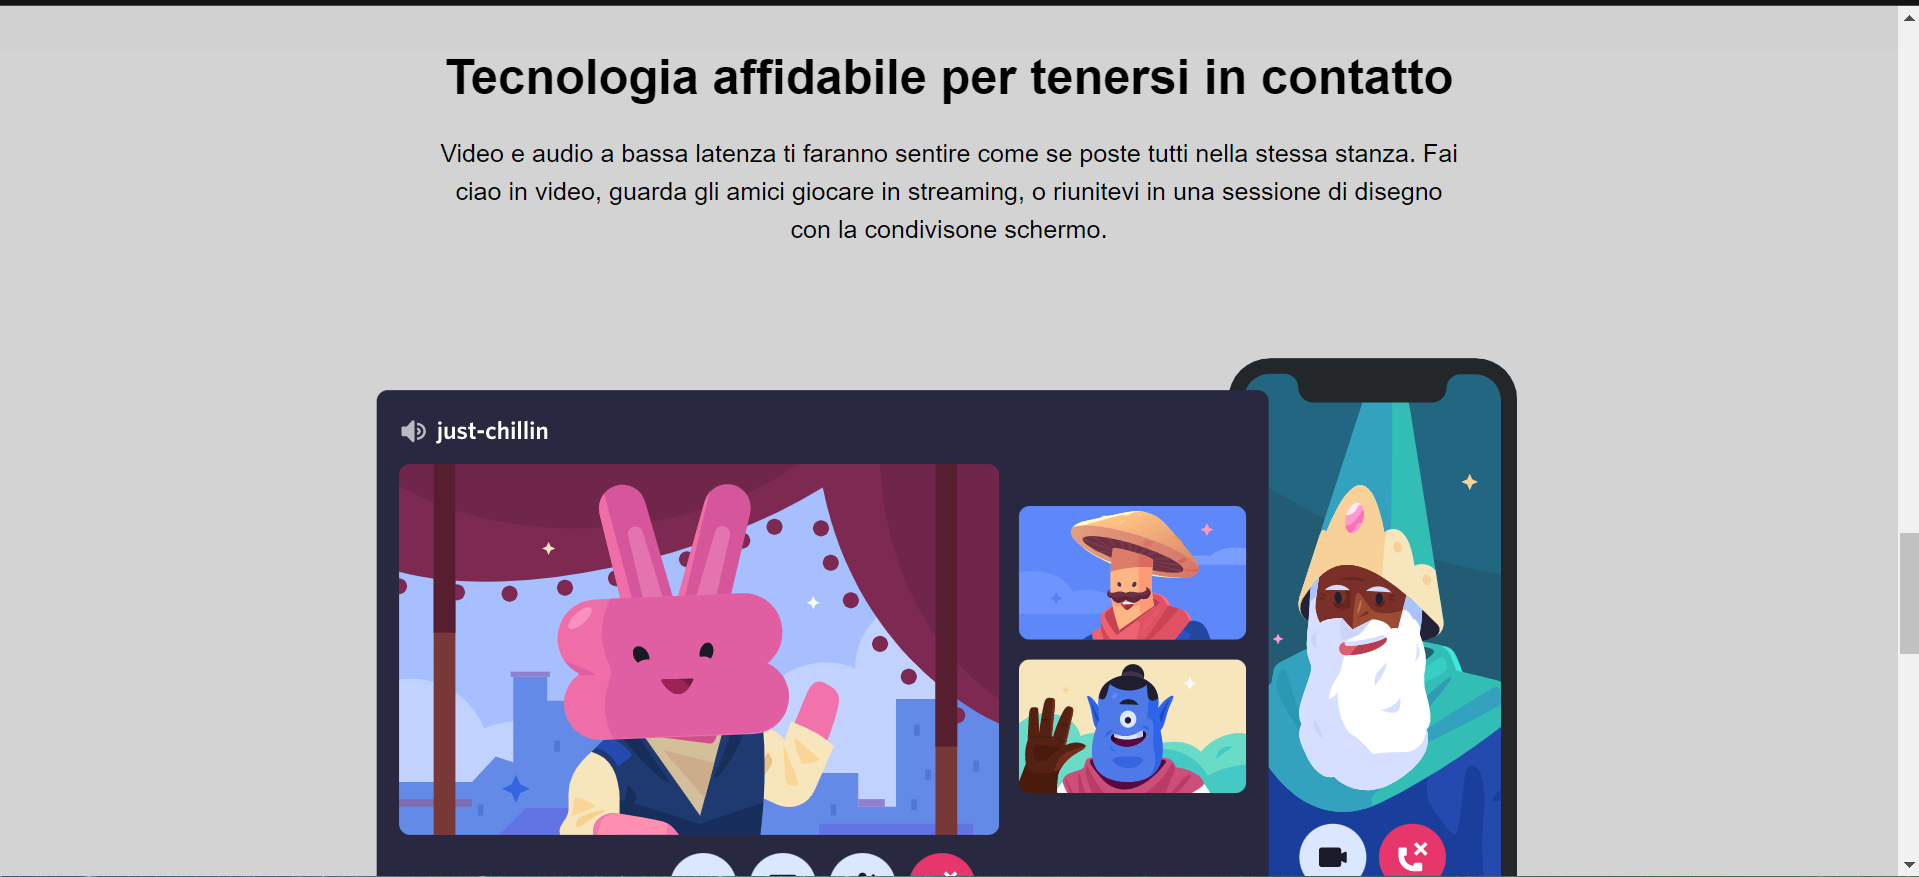 Tecnologia affidabile per tenersi in contatto
Video e audio a bassa latenza ti faranno sentire come se poste tutti nella stessa stanza. Fai
ciao in video, guarda gli amici giocare in streaming, o riunitevi in una sessione di disegno
con la condivisone schermo.
just-chillin